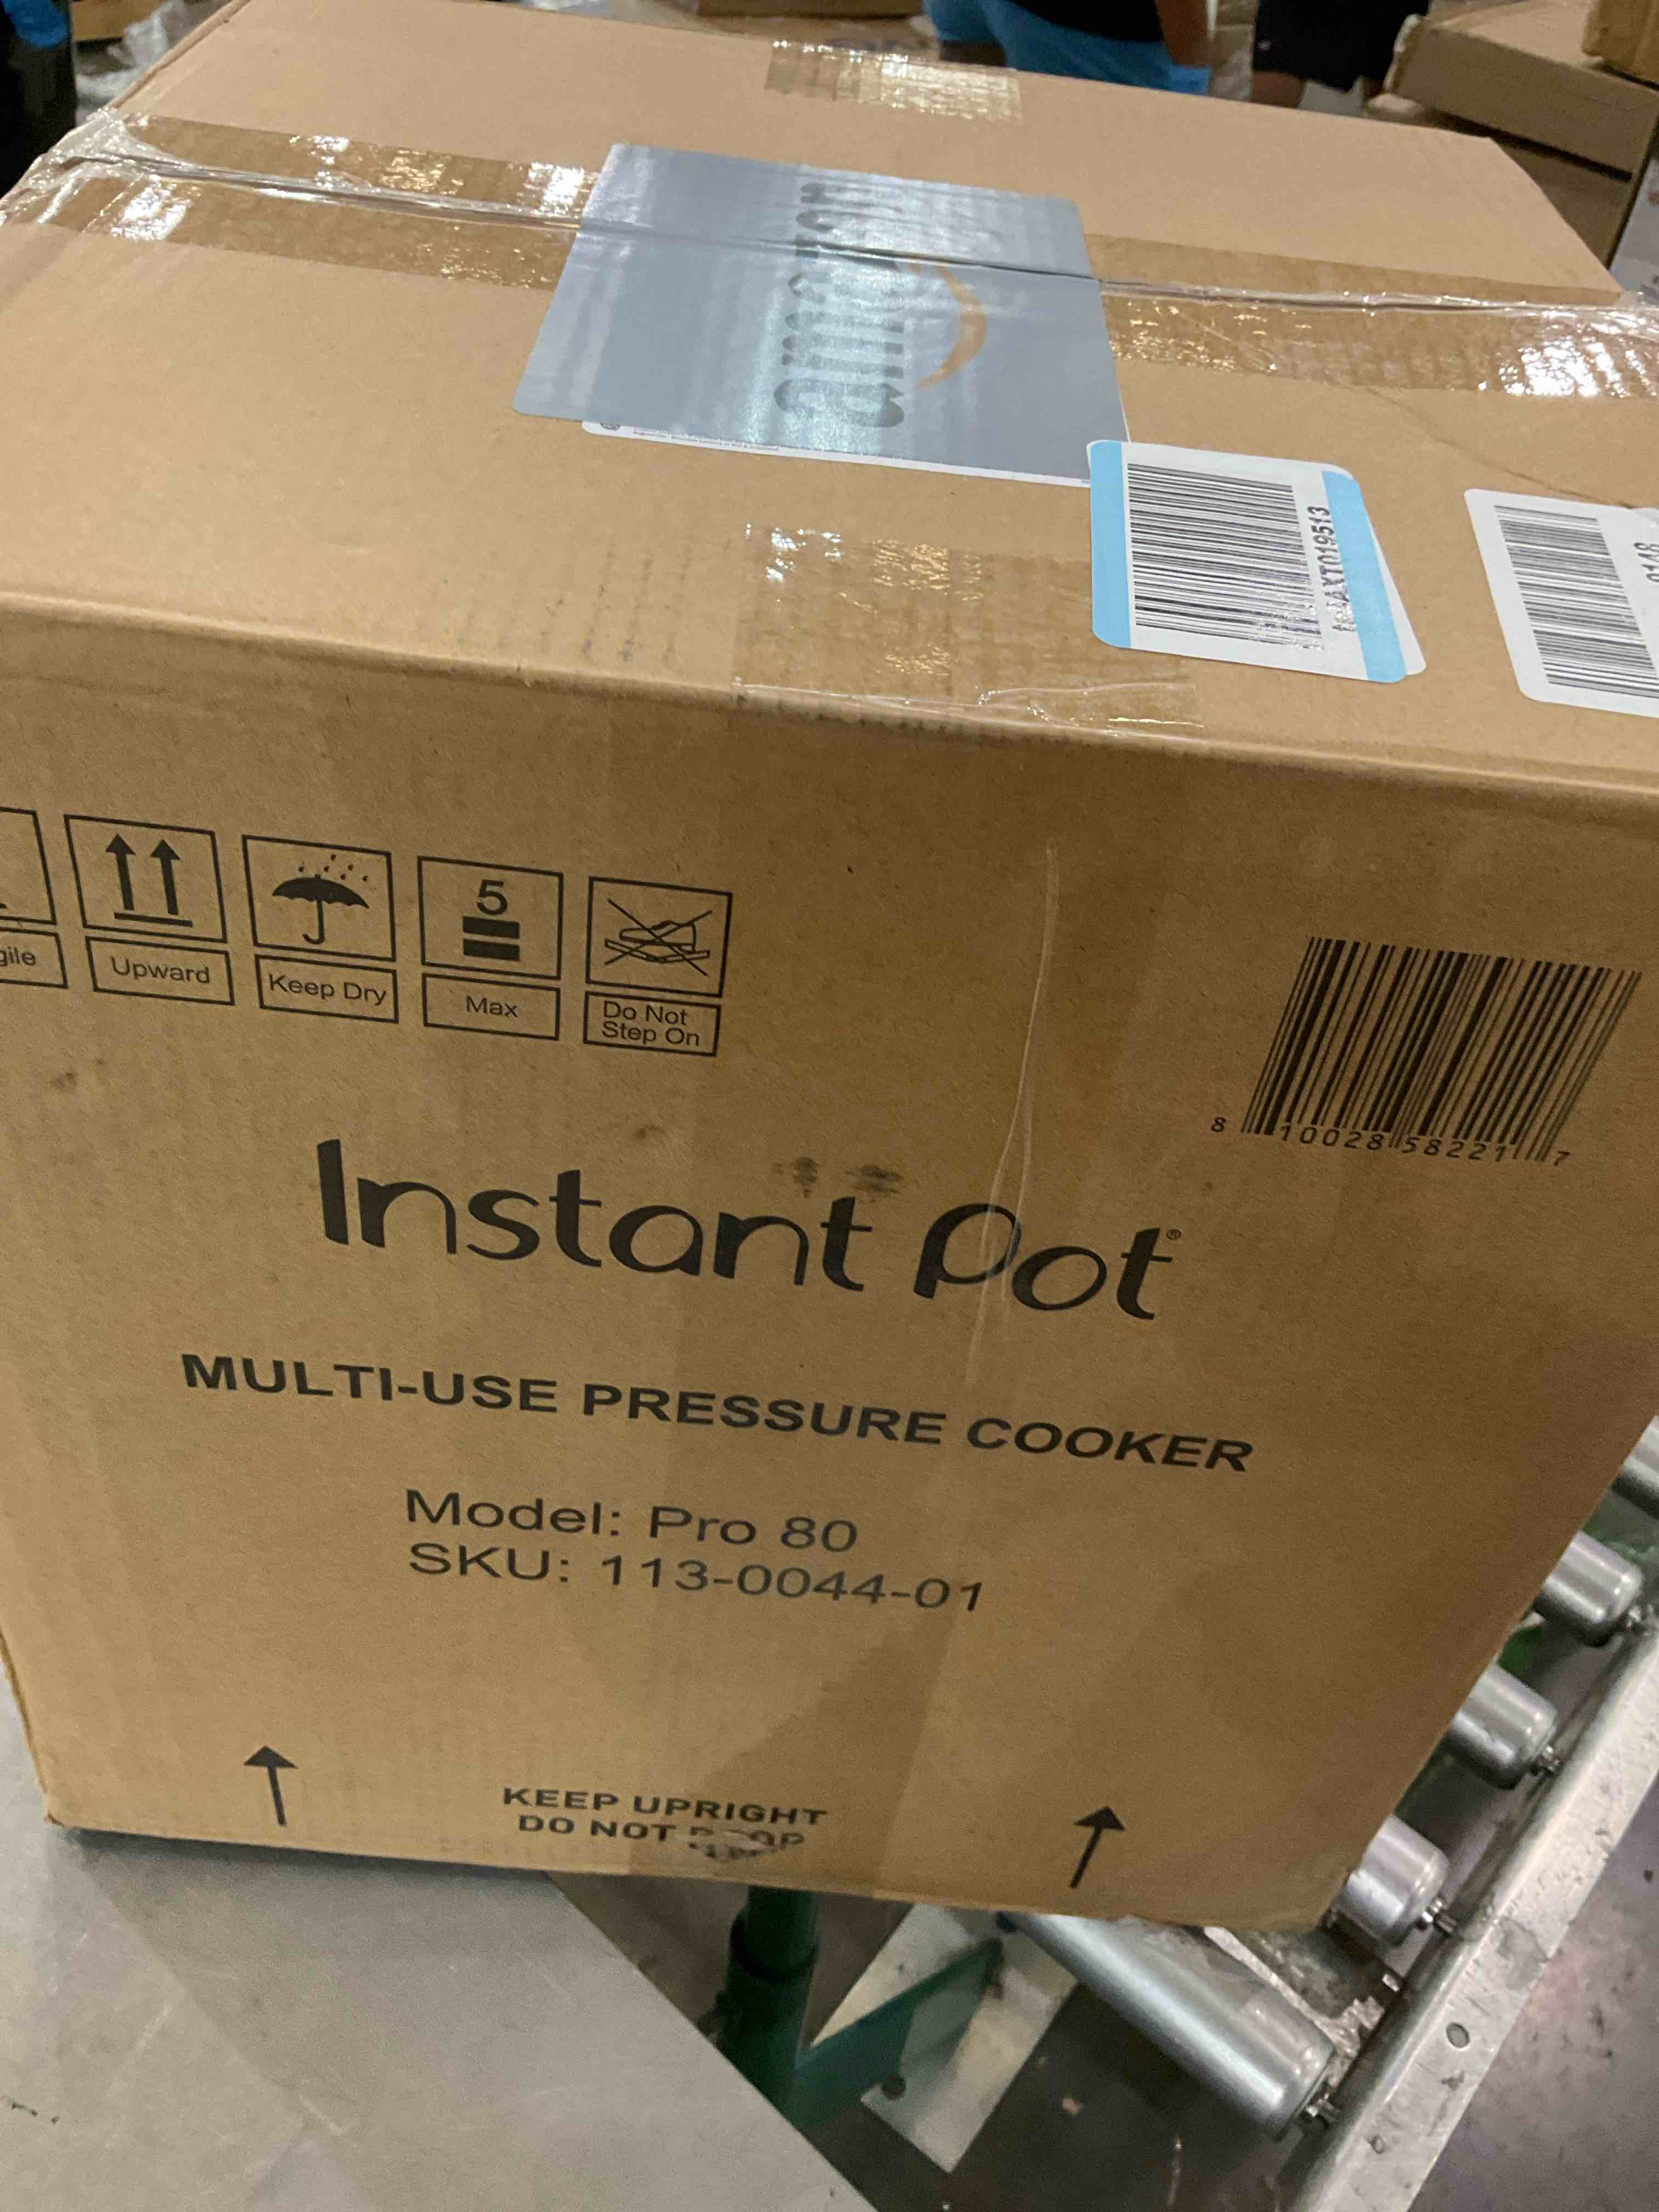 amazon
Upward
Keep Dry
5
Max
Do Not
Step On
8 10028 58221 7
Instant Pot®
MULTI-USE PRESSURE COOKER
Model: Pro 80
SKU: 113-0044-01
KEEP UPRIGHT
DO NOT